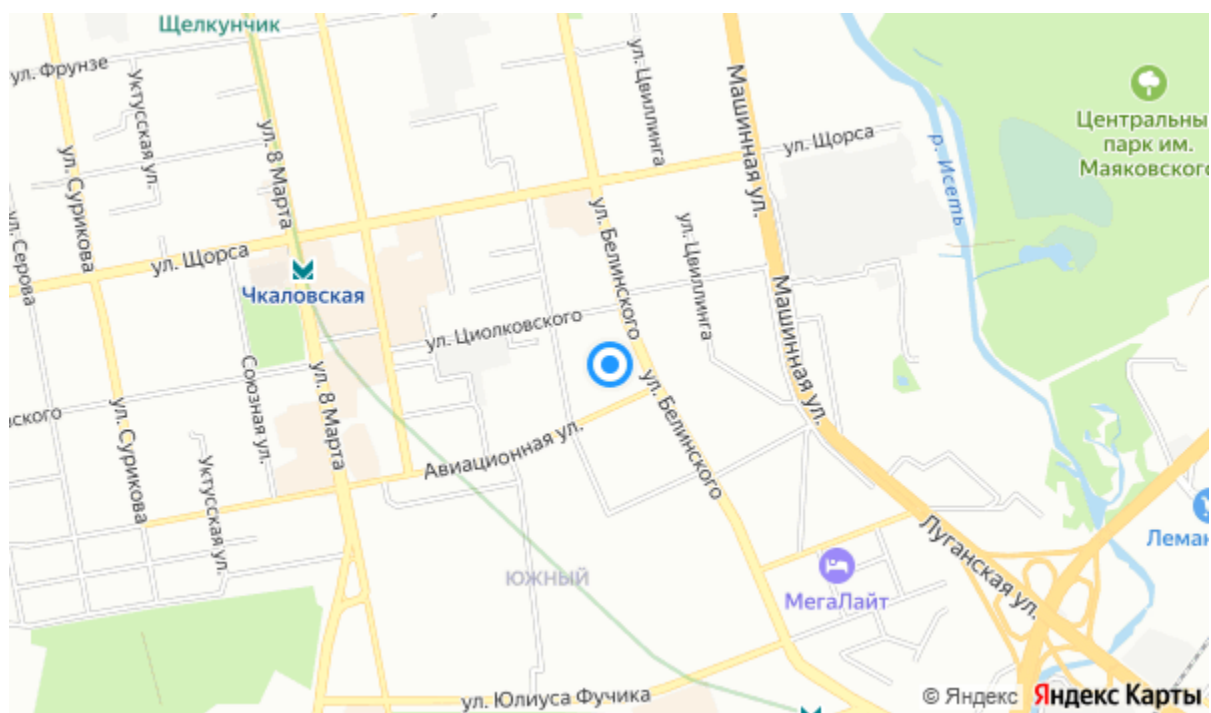 Щелкунчик
ул. Фрунзе
Уктусская ул.
ул. Сурикова
ул. 8 Марта
ул. Цвиллинга
Машинная ул.
ул. Щорса
р. Исеть
Центральный
парк им.
Маяковского
ул. Серова
ул. Щорса
Чкаловская
ул. Белинского
ул. Цвиллинга
Машинная ул.
ул. Циолковского
ского
ул. Сурикова
Союзная ул.
ул. 8 Марта
Уктусская ул.
Авиационная ул.
ул. Белинского
южный
МегаЛайт
Луганская ул.
Леман
ул. Юлиуса Фучика
© Яндекс Яндекс Карты